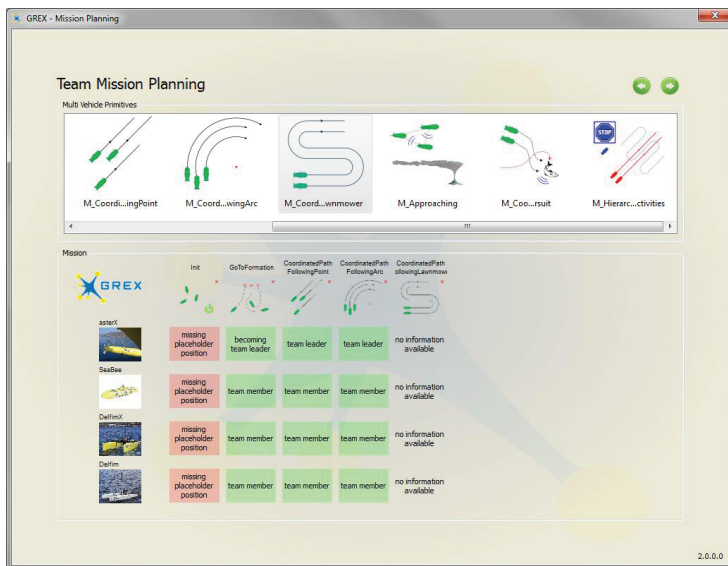 GREX - Mission Planning
Team Mission Planning
Multi Vehicle Primitives
STOP
M_Coordi...ingPoint M_Coord...wingArc M_Coord...wnmower M_Approaching M_Coo...rsuit M_Hierarc...ctivities
Mission
GREX
Init GoToFormation CoordinatedPath CoordinatedPath CoordinatedPath
FollowingPoint FollowingArc ollowingLawnmow
asterX
missing
placeholder
position
becoming
team leader
team leader
team leader
no information
available
SeaBee
missing
placeholder
position
team member
team member
team member
no information
available
DelfimX
missing
placeholder
position
team member
team member
team member
no information
available
Delfim
missing
placeholder
position
team member
team member
team member
no information
available
2.0.0.0